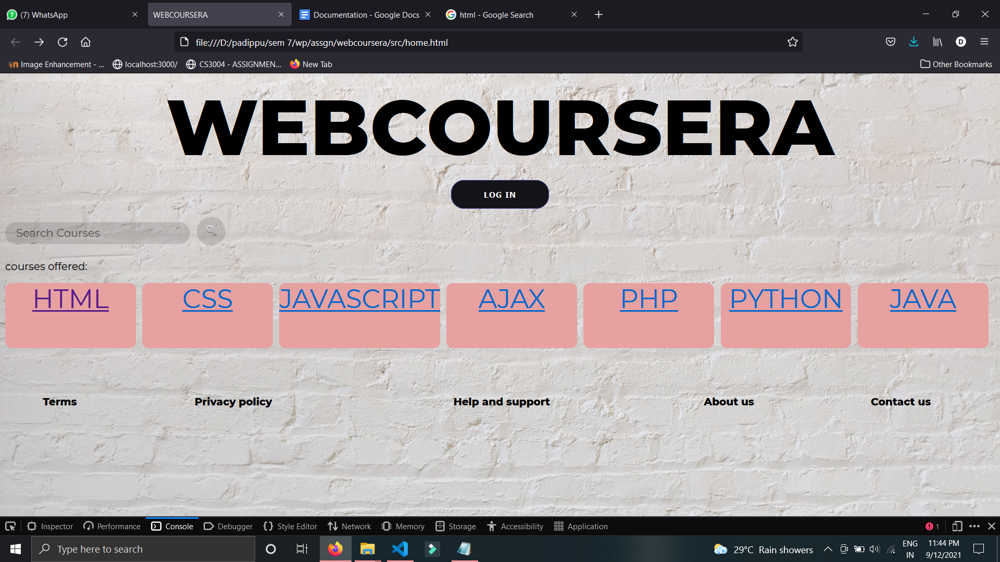 (7) WhatsApp
WEBCOURSERA
Documentation - Google Docs
html - Google Search
file:///D:/padippu/sem 7/wp/assgn/webcoursera/src/home.html
D
Image Enhancement - ...
localhost:3000/
CS3004 - ASSIGNMEN...
New Tab
Other Bookmarks
WEBCOURSERA
LOG IN
Search Courses
courses offered:
HTML CSS JAVASCRIPT AJAX PHP PYTHON JAVA
Terms Privacy policy Help and support About us Contact us
Inspector Performance Console Debugger Style Editor Network Memory Storage Accessibility Application 1
Type here to search
29°C Rain showers
ENG
IN
11:44 PM
9/12/2021